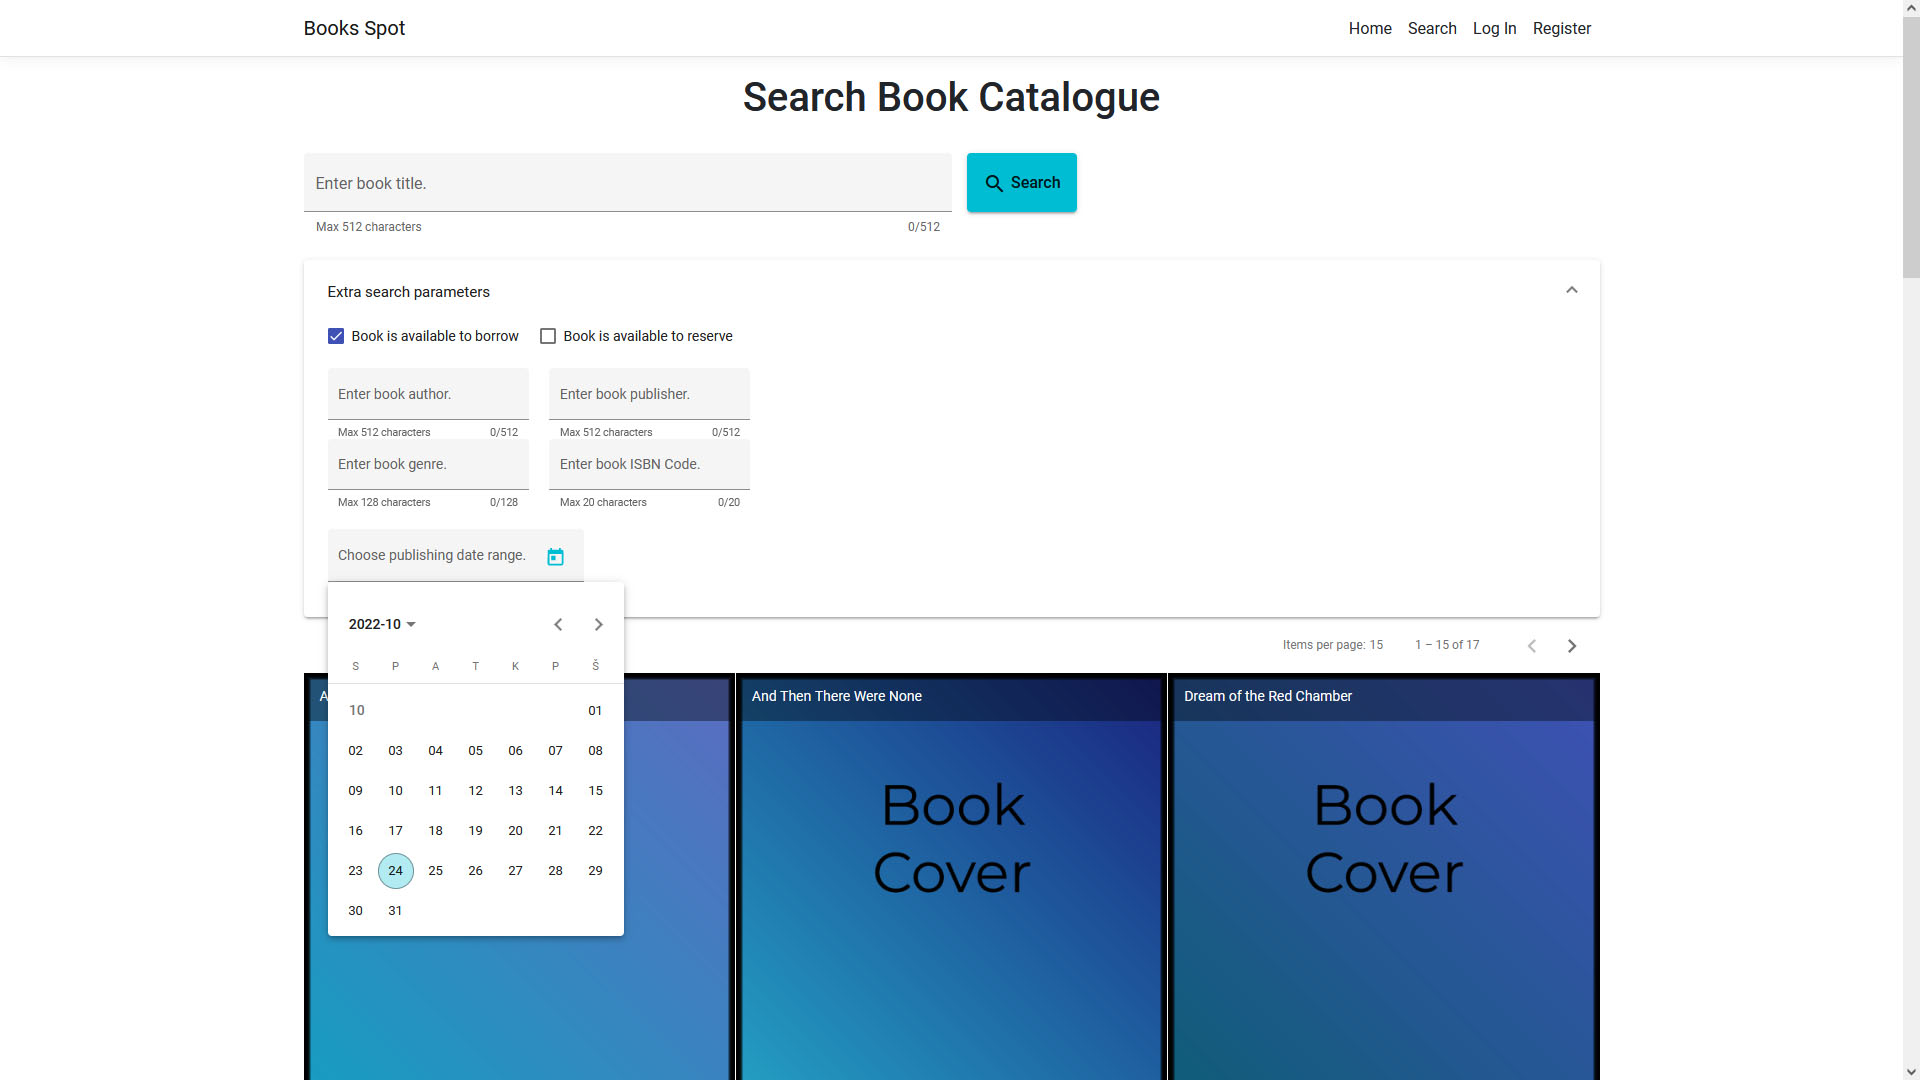 Books Spot
Home Search Log In Register
Search Book Catalogue
Enter book title.
Search
Max 512 characters 0/512
Extra search parameters
Book is available to borrow Book is available to reserve
Enter book author. Enter book publisher.
Max 512 characters 0/512 Max 512 characters 0/512
Enter book genre. Enter book ISBN Code.
Max 128 characters 0/128 Max 20 characters 0/20
Choose publishing date range.
2022-10
Items per page: 15 1 – 15 of 17
S P A T K P Š
A And Then There Were None Dream of the Red Chamber
10 01
02 03 04 05 06 07 08
09 10 11 12 13 14 15
16 17 18 19 20 21 22
23 24 25 26 27 28 29
30 31
Book
Cover
Book
Cover